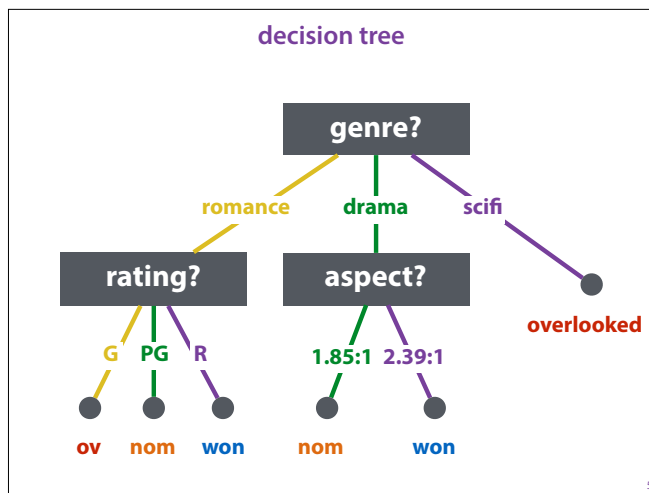 decision tree
genre?
romance drama scifi
rating? aspect?
overlooked
G PG R 1.85:1 2.39:1
ov nom won nom won